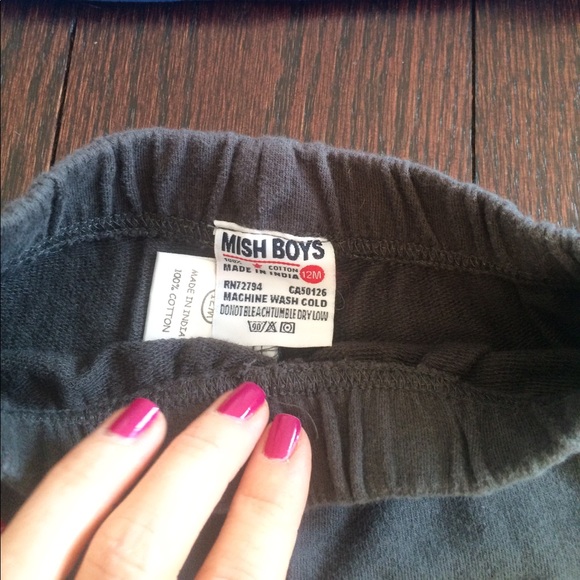 MISH BOYS
100% COTTON
MADE IN INDIA 12M
RN72794 CA50126
MACHINE WASH COLD
DO NOT BLEACH TUMBLE DRY LOW
MADE IN INDIA
100% COTTON